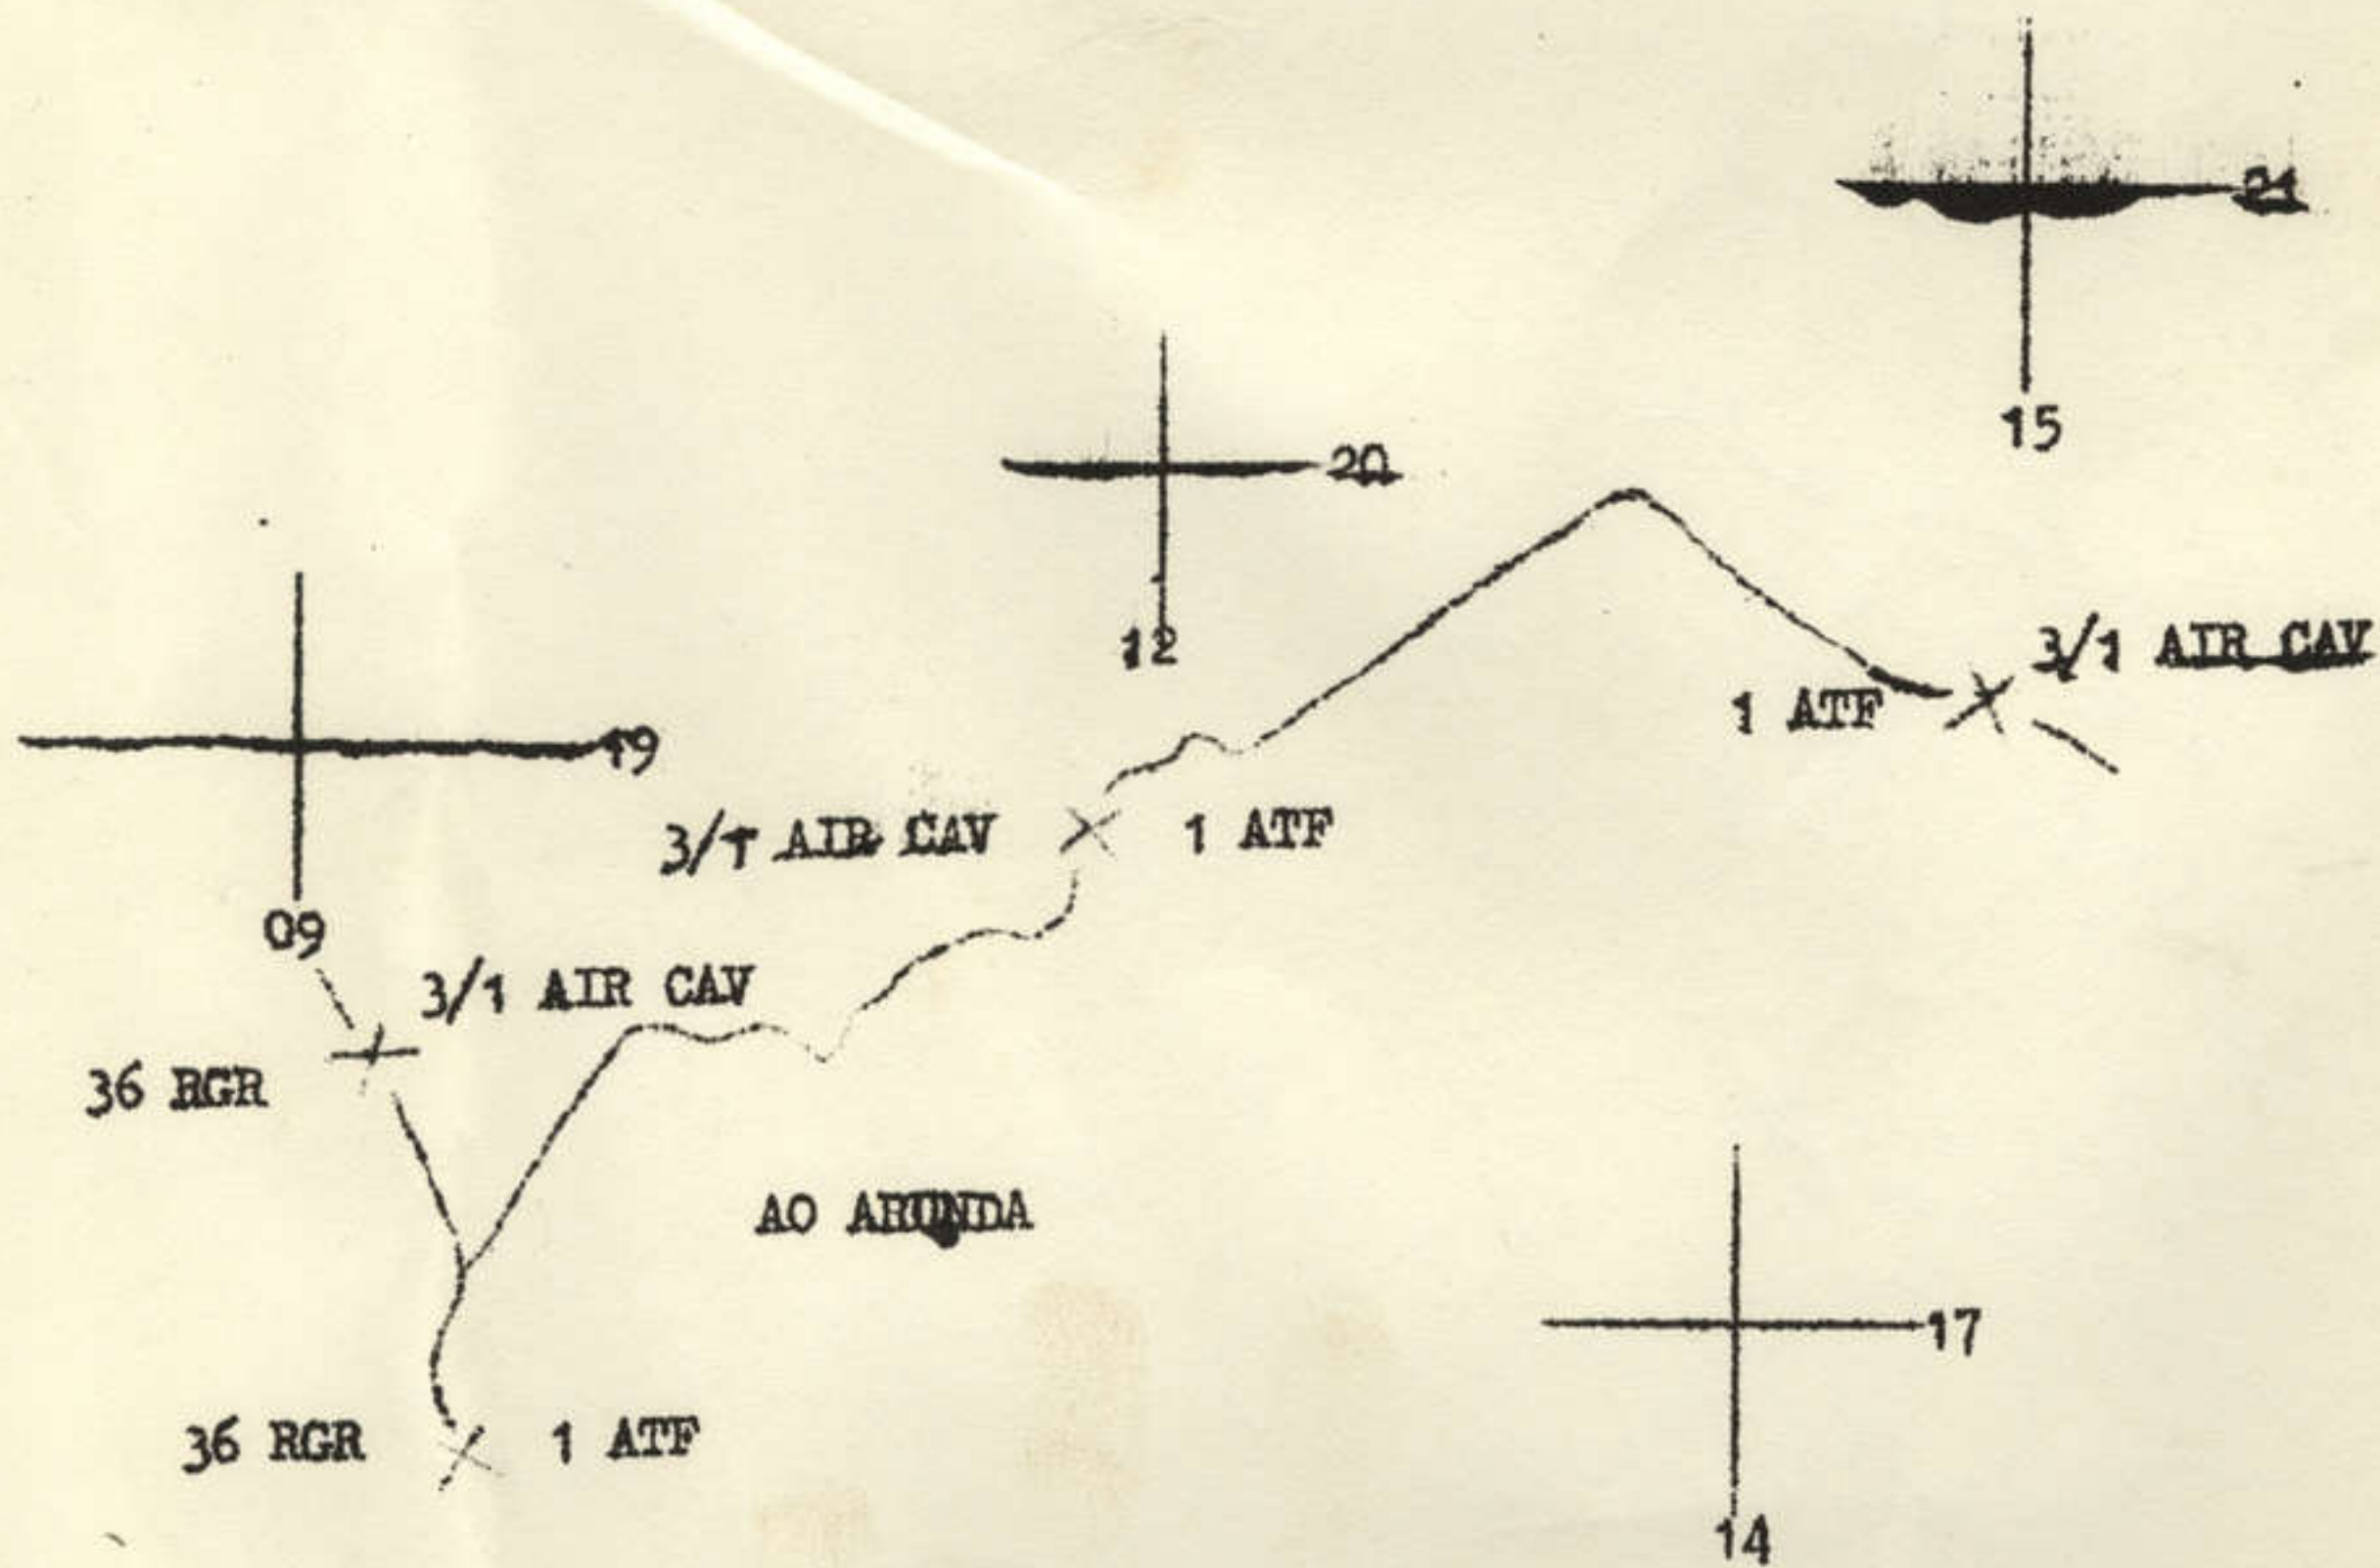 21
15
20
12
3/1 AIR CAV
1 ATF
19
3/1 AIR CAV
1 ATF
09
3/1 AIR CAV
36 RGR
AO ARUNDA
17
36 RGR
1 ATF
14